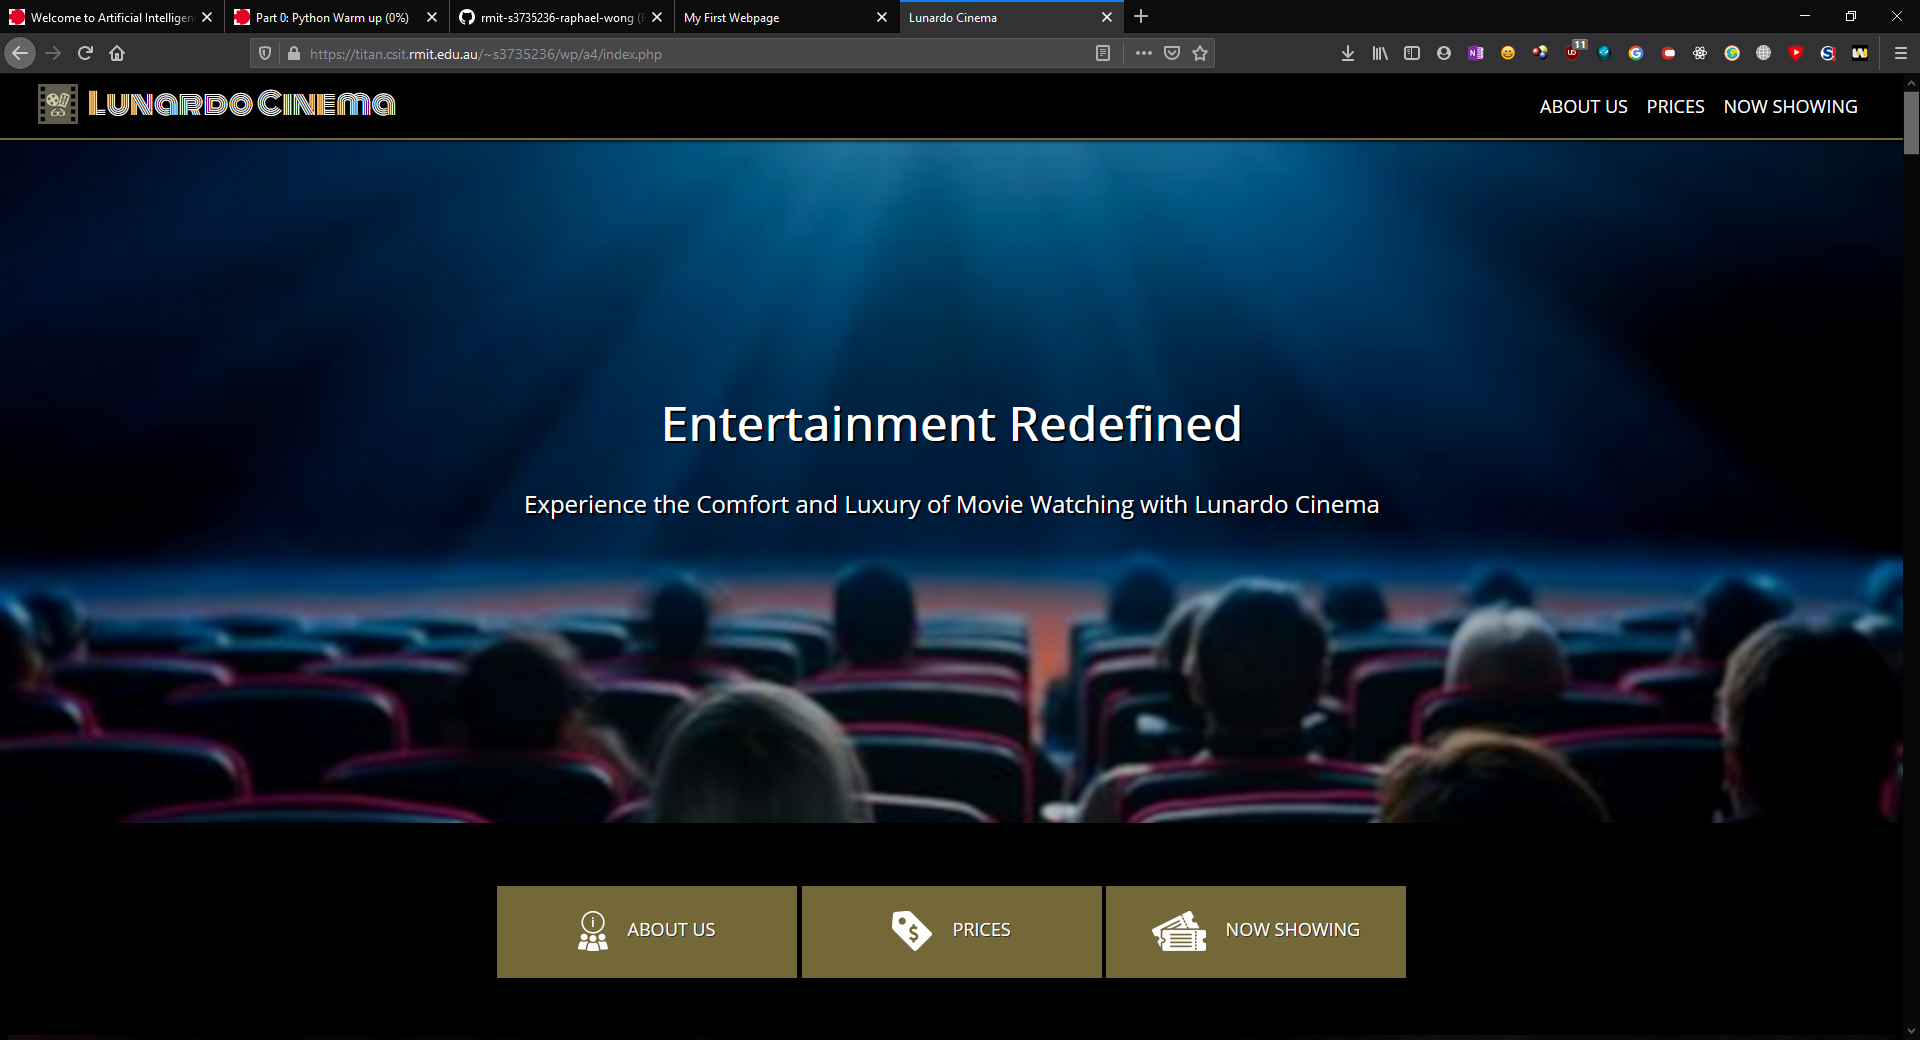 Welcome to Artificial Intelligen
Part 0: Python Warm up (0%)
rmit-s3735236-raphael-wong (
My First Webpage
Lunardo Cinema
https://titan.csit.rmit.edu.au/~s3735236/wp/a4/index.php
11
Lunardo Cinema
ABOUT US
PRICES
NOW SHOWING
Entertainment Redefined
Experience the Comfort and Luxury of Movie Watching with Lunardo Cinema
ABOUT US
PRICES
NOW SHOWING